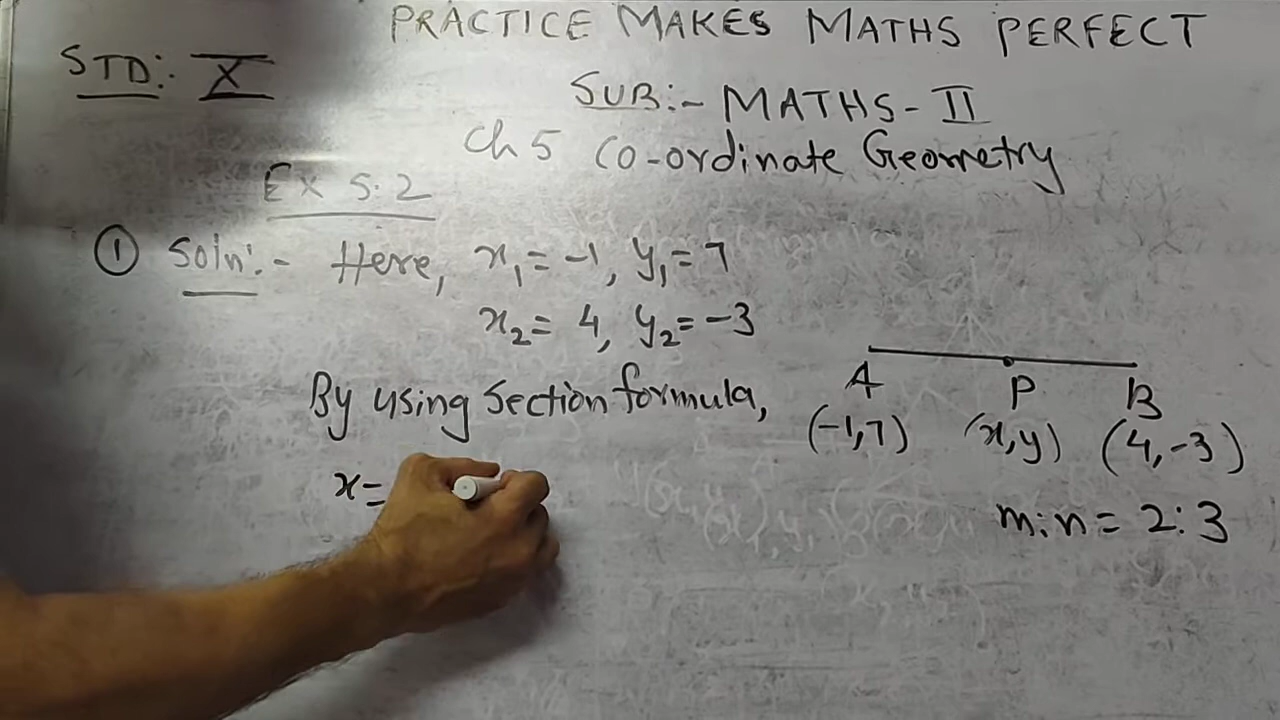 PRACTICE MAKES MATHS PERFECT
STD:- X
SUB:- MATHS-II
Ch 5 Co-ordinate Geometry
Ex 5.2
① Soln:- Here, x₁ = -1, y₁ = 7
x₂ = 4, y₂ = -3
By using section formula,
A P B
(-1,7) (x,y) (4,-3)
x =
m:n = 2:3